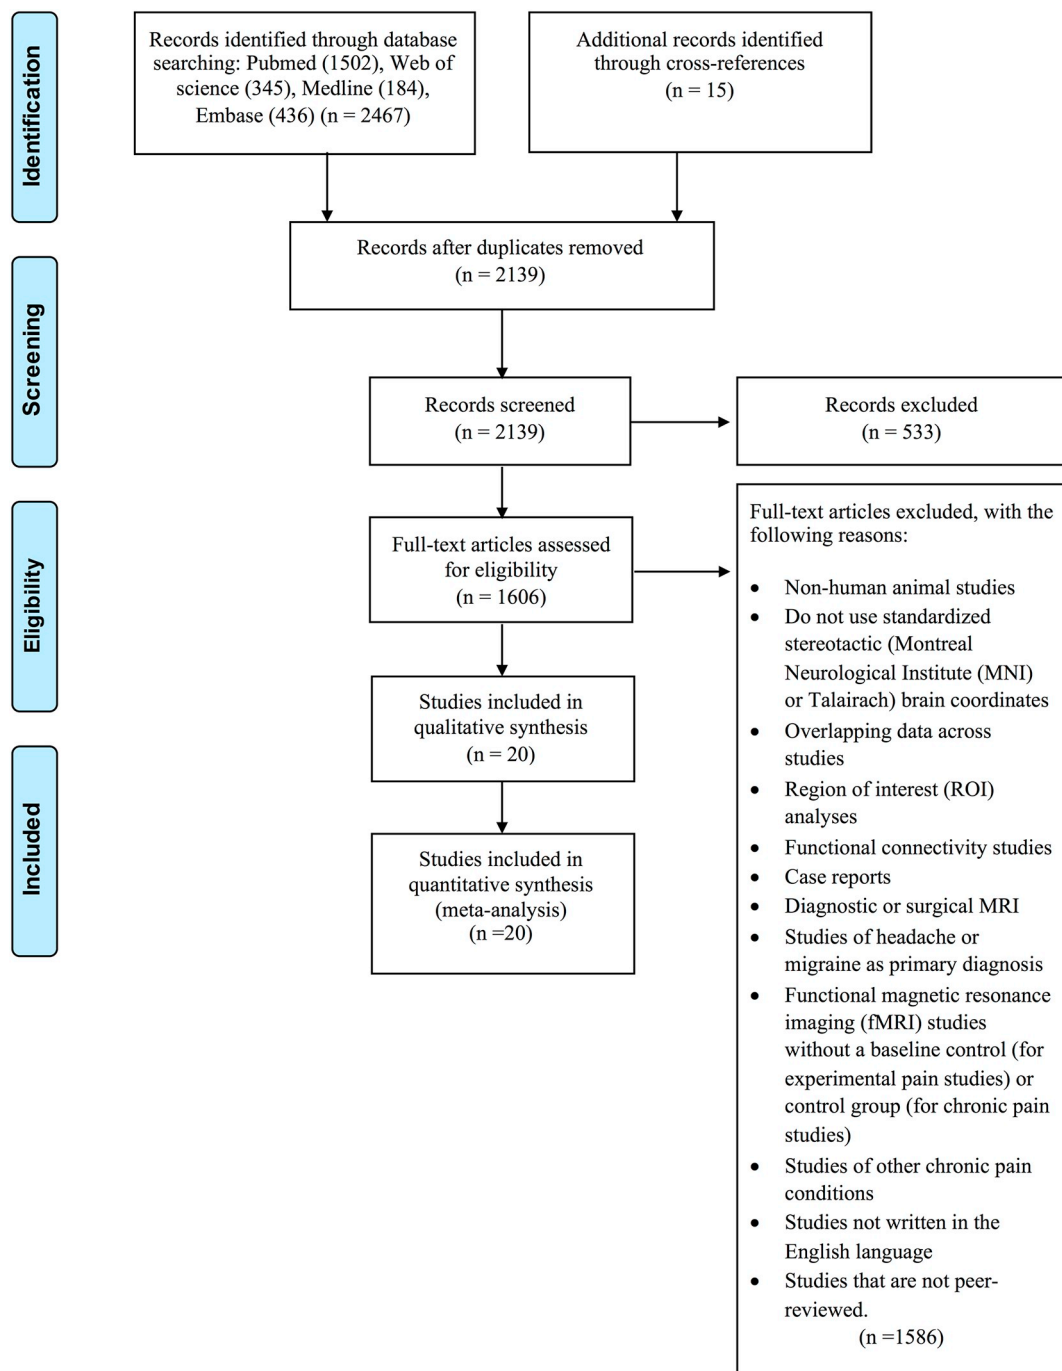 Identification
Records identified through database
searching: Pubmed (1502), Web of
science (345), Medline (184),
Embase (436) (n = 2467)
Additional records identified
through cross-references
(n = 15)
Records after duplicates removed
(n = 2139)
Screening
Records screened
(n = 2139)
Records excluded
(n = 533)
Eligibility
Full-text articles assessed
for eligibility
(n = 1606)
Full-text articles excluded, with the
following reasons:
• Non-human animal studies
• Do not use standardized
stereotactic (Montreal
Neurological Institute (MNI)
or Talairach) brain coordinates
• Overlapping data across
studies
• Region of interest (ROI)
analyses
• Functional connectivity studies
• Case reports
• Diagnostic or surgical MRI
• Studies of headache or
migraine as primary diagnosis
• Functional magnetic resonance
imaging (fMRI) studies
without a baseline control (for
experimental pain studies) or
control group (for chronic pain
studies)
• Studies of other chronic pain
conditions
• Studies not written in the
English language
• Studies that are not peer-
reviewed.
(n =1586)
Studies included in
qualitative synthesis
(n = 20)
Included
Studies included in
quantitative synthesis
(meta-analysis)
(n =20)